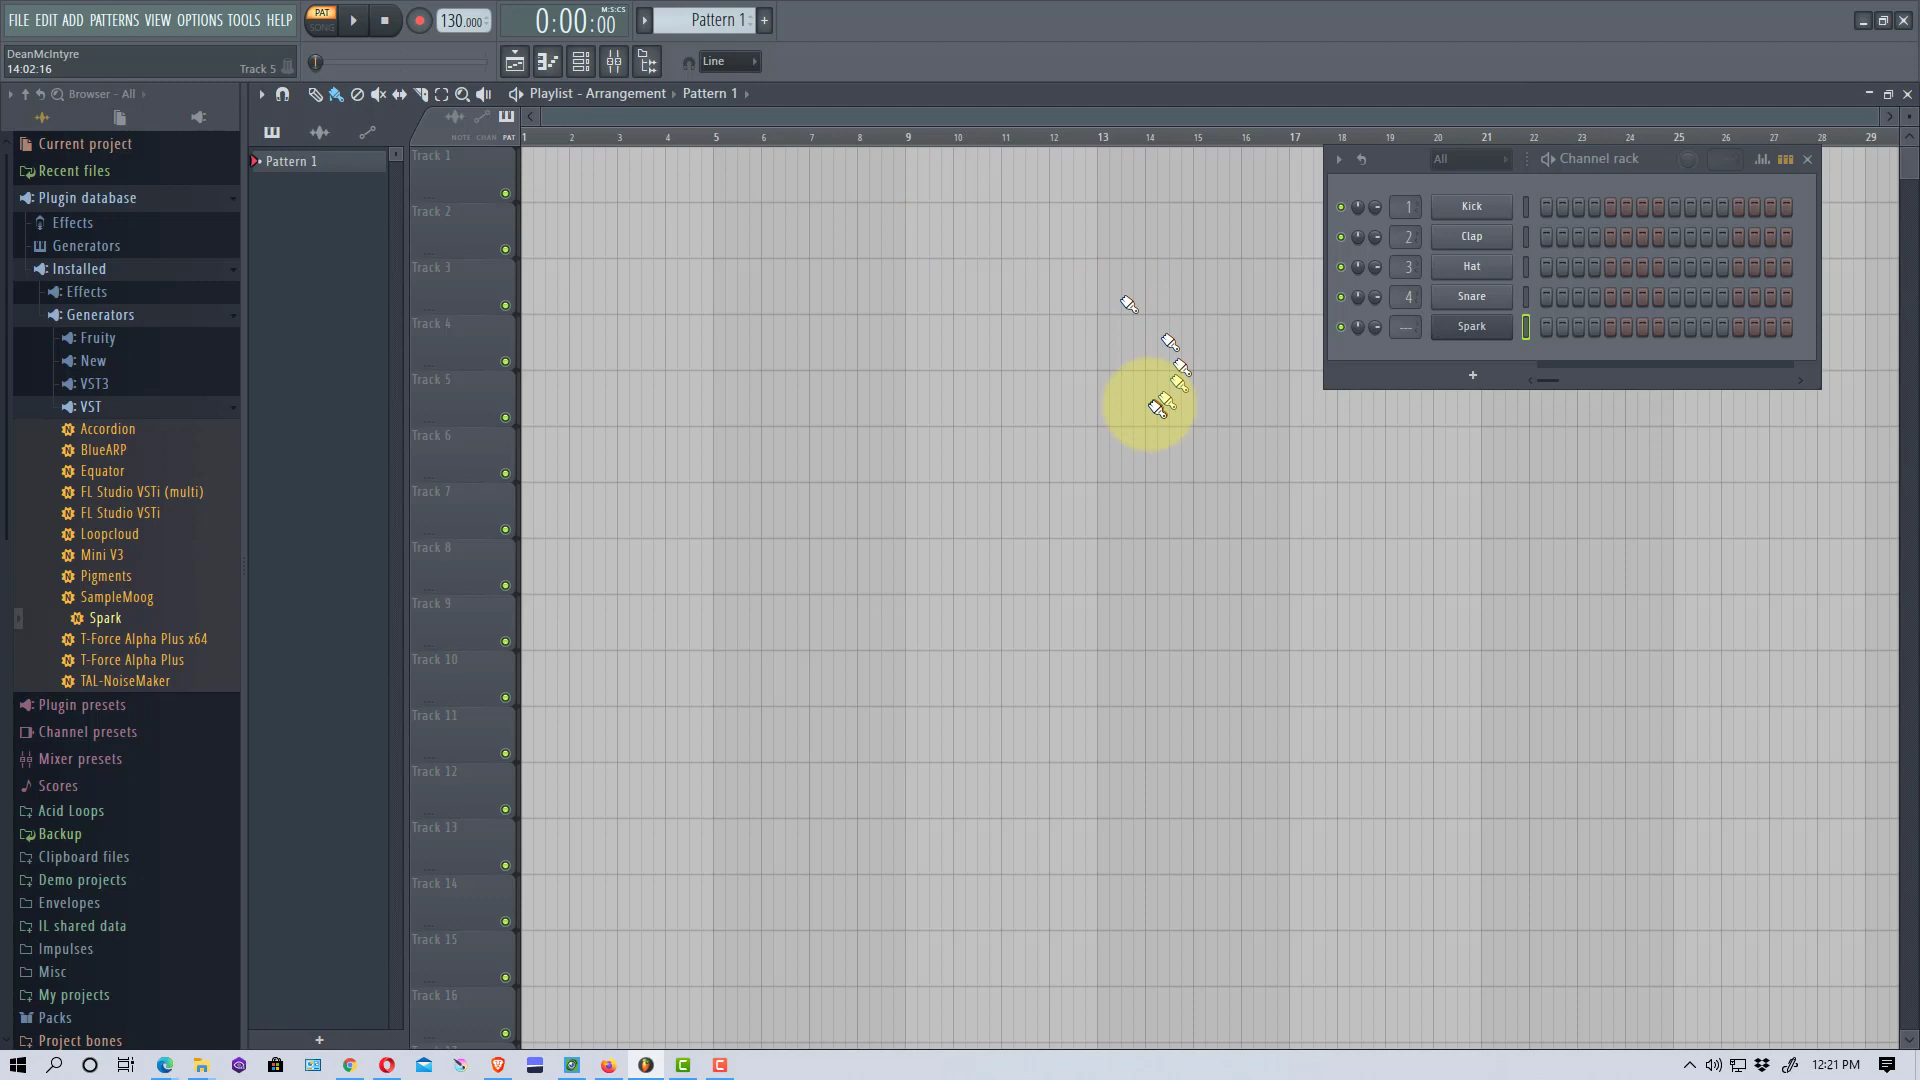 FILE EDIT ADD PATTERNS VIEW OPTIONS TOOLS HELP
PAT
SONG
130.000
0:00:00
M:S:CS
Pattern 1
+
DeanMcIntyre
14:02:16
Track 5
Line
Browser - All
Playlist - Arrangement
Pattern 1
NOTE CHAN PAT
1 2 3 4 5 6 7 8 9 10 11 12 13 14 15 16 17 18 19 20 21 22 23 24 25 26 27 28 29
Current project
Recent files
Plugin database
Effects
Generators
Installed
Effects
Generators
Fruity
New
VST3
VST
Accordion
BlueARP
Equator
FL Studio VSTi (multi)
FL Studio VSTi
Loopcloud
Mini V3
Pigments
SampleMoog
Spark
T-Force Alpha Plus x64
T-Force Alpha Plus
TAL-NoiseMaker
Plugin presets
Channel presets
Mixer presets
Scores
Acid Loops
Backup
Clipboard files
Demo projects
Envelopes
IL shared data
Impulses
Misc
My projects
Packs
Project bones
Pattern 1
+
Track 1
Track 2
Track 3
Track 4
Track 5
Track 6
Track 7
Track 8
Track 9
Track 10
Track 11
Track 12
Track 13
Track 14
Track 15
Track 16
All
Channel rack
1 Kick
2 Clap
3 Hat
4 Snare
--- Spark
+
12:21 PM